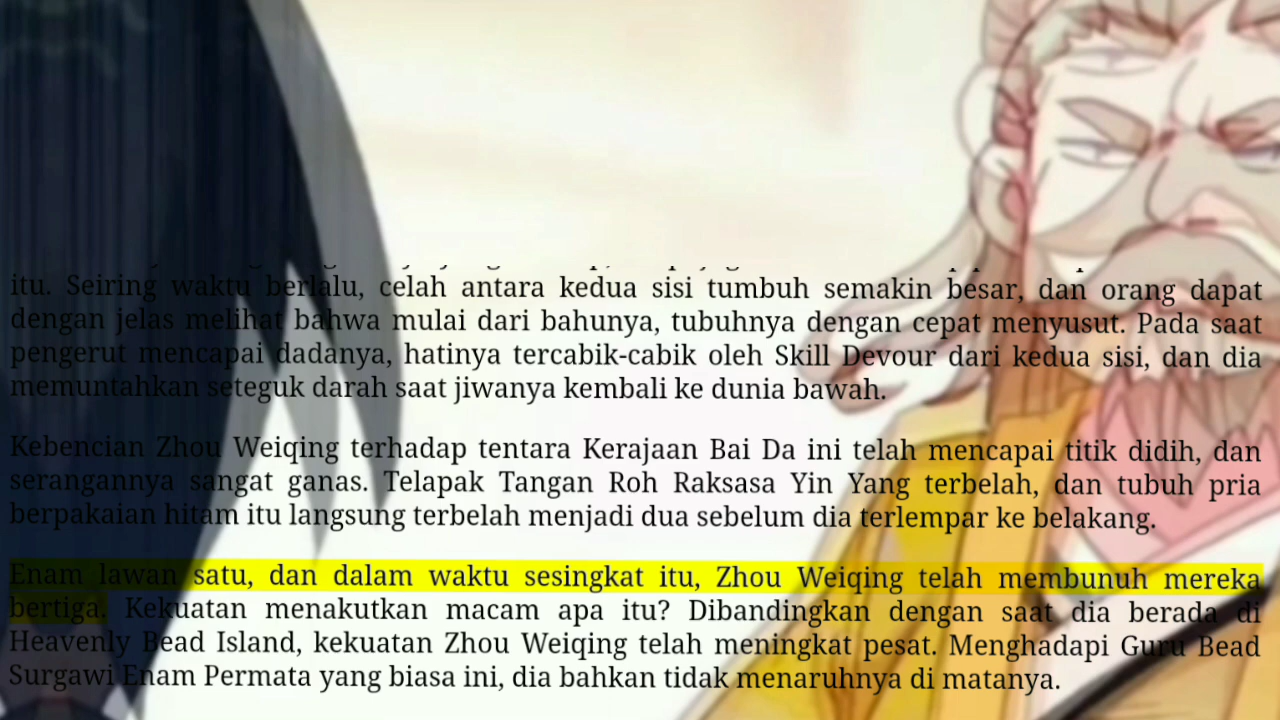 itu. Seiring waktu berlalu, celah antara kedua sisi tumbuh semakin besar, dan orang dapat
dengan jelas melihat bahwa mulai dari bahunya, tubuhnya dengan cepat menyusut. Pada saat
pengerut mencapai dadanya, hatinya tercabik-cabik oleh Skill Devour dari kedua sisi, dan dia
memuntahkan seteguk darah saat jiwanya kembali ke dunia bawah.
Kebencian Zhou Weiqing terhadap tentara Kerajaan Bai Da ini telah mencapai titik didih, dan
serangannya sangat ganas. Telapak Tangan Roh Raksasa Yin Yang terbelah, dan tubuh pria
berpakaian hitam itu langsung terbelah menjadi dua sebelum dia terlempar ke belakang.
Enam lawan satu, dan dalam waktu sesingkat itu, Zhou Weiqing telah membunuh mereka
bertiga. Kekuatan menakutkan macam apa itu? Dibandingkan dengan saat dia berada di
Heavenly Bead Island, kekuatan Zhou Weiqing telah meningkat pesat. Menghadapi Guru Bead
Surgawi Enam Permata yang biasa ini, dia bahkan tidak menaruhnya di matanya.